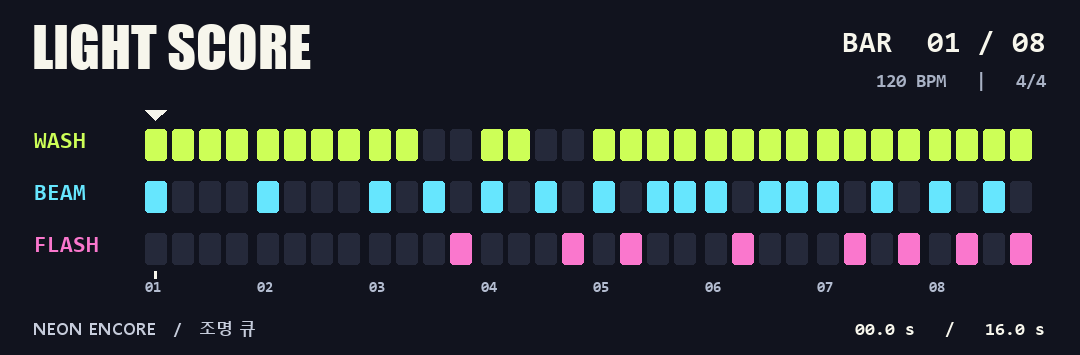 LIGHT SCORE
BAR 01 / 08
120 BPM | 4/4
WASH
BEAM
FLASH
01 02 03 04 05 06 07 08
NEON ENCORE / 조명 큐
00.0 s / 16.0 s